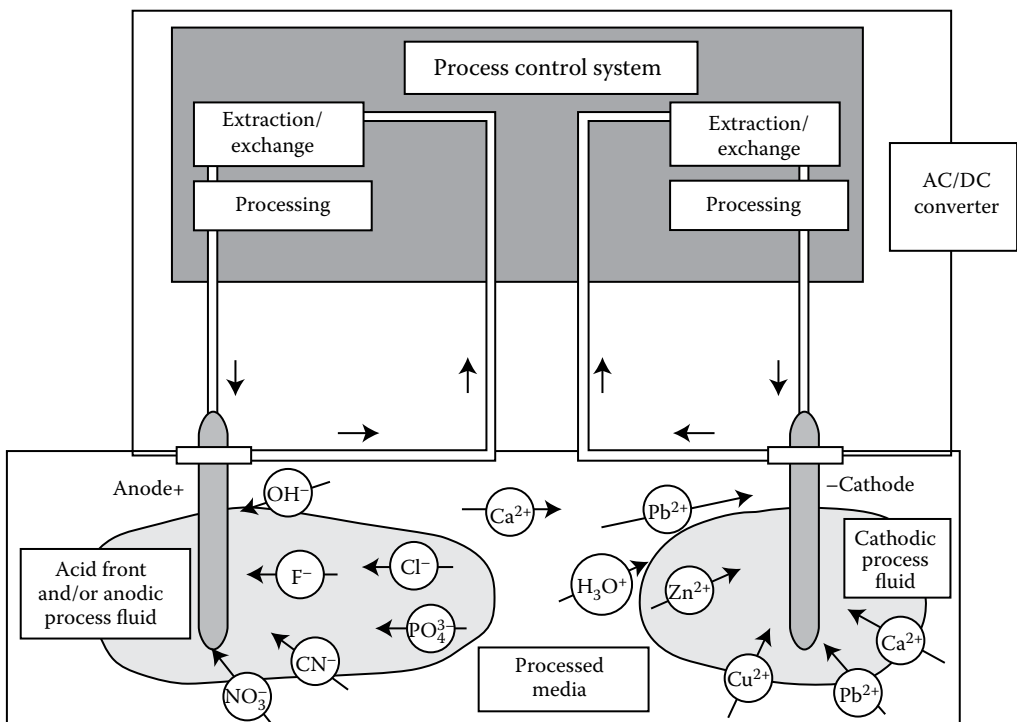 Process control system
Extraction/
exchange
Extraction/
exchange
AC/DC
converter
Processing
Processing
Anode+
OH⁻
Ca²⁺
Pb²⁺
−Cathode
Acid front
and/or anodic
process fluid
F⁻
Cl⁻
H₃O⁺
Zn²⁺
Cathodic
process
fluid
PO₄³⁻
CN⁻
NO₃⁻
Processed
media
Cu²⁺
Pb²⁺
Ca²⁺